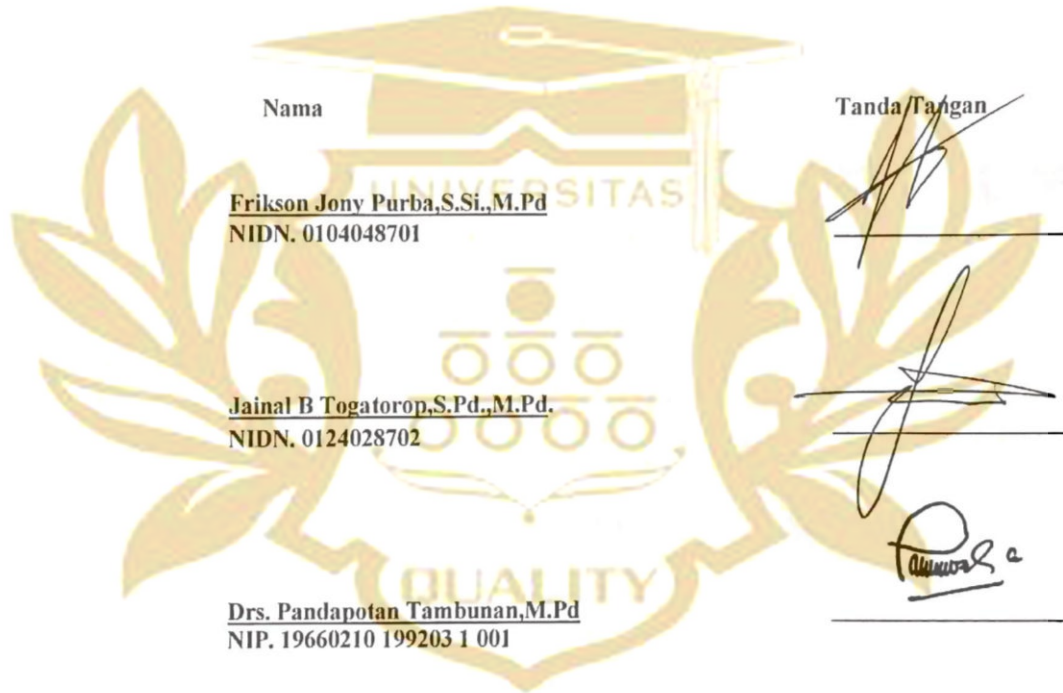 Nama Tanda Tangan
UNIVERSITAS
Frikson Jony Purba,S.Si.,M.Pd
NIDN. 0104048701
Jainal B Togatorop,S.Pd.,M.Pd.
NIDN. 0124028702
QUALITY
Drs. Pandapotan Tambunan,M.Pd
NIP. 19660210 199203 1 001